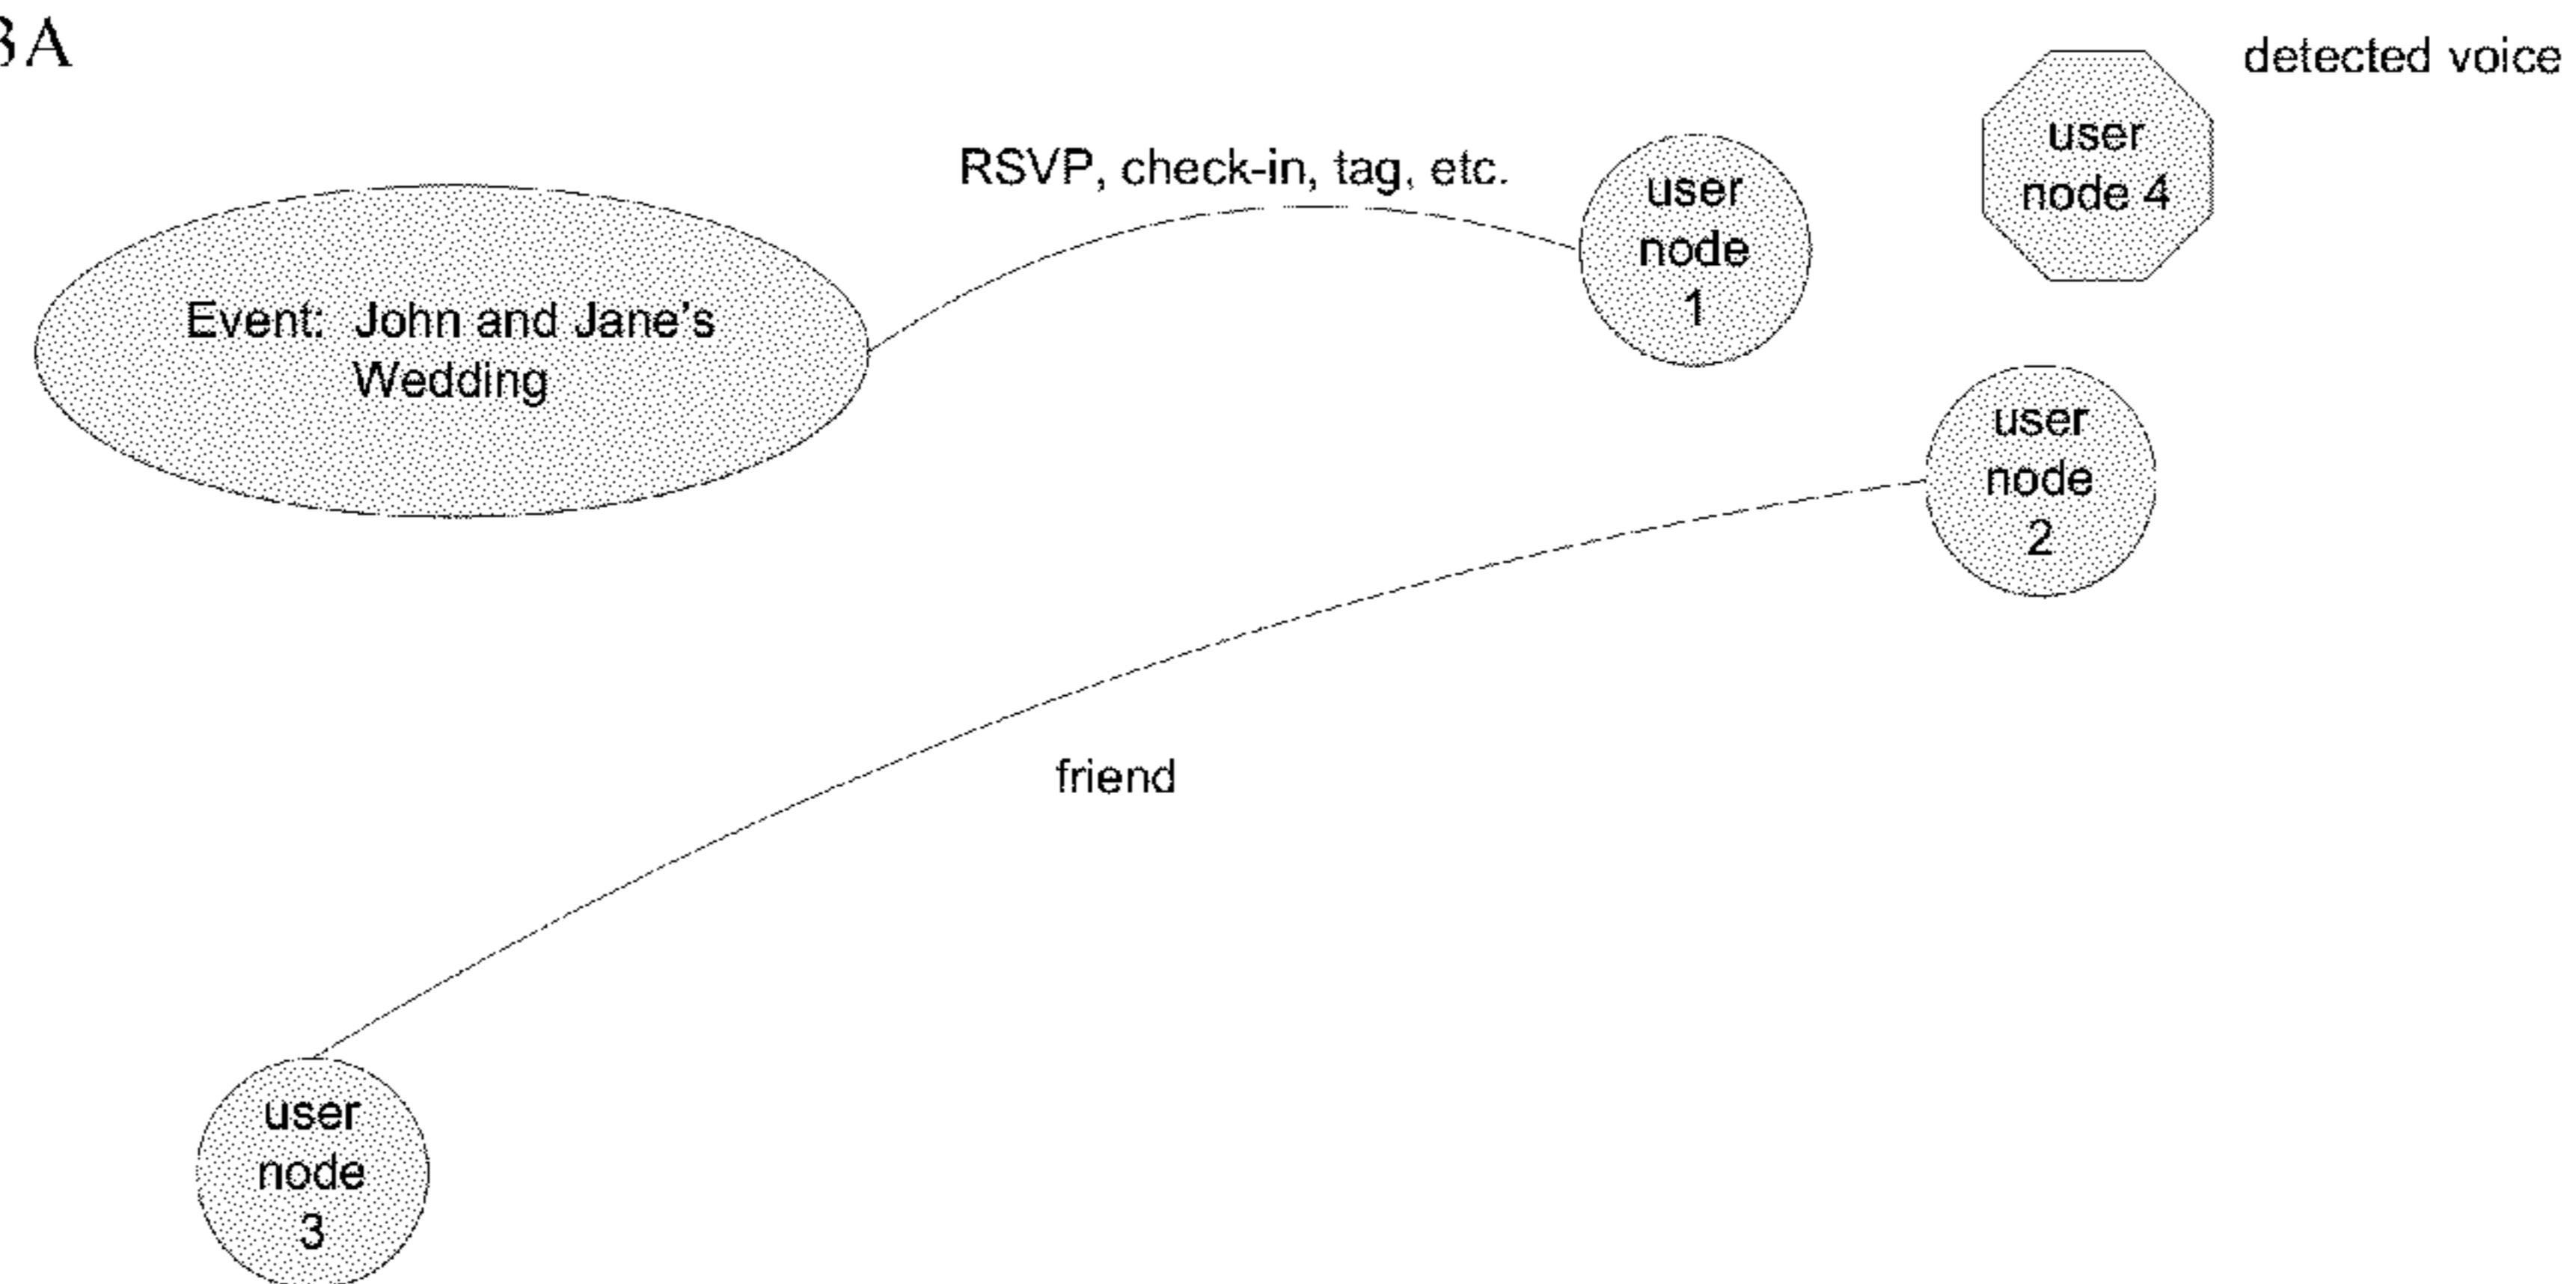 3A
detected voice
user
node 4
RSVP, check-in, tag, etc.
user
node
1
Event: John and Jane's
Wedding
user
node
2
friend
user
node
3